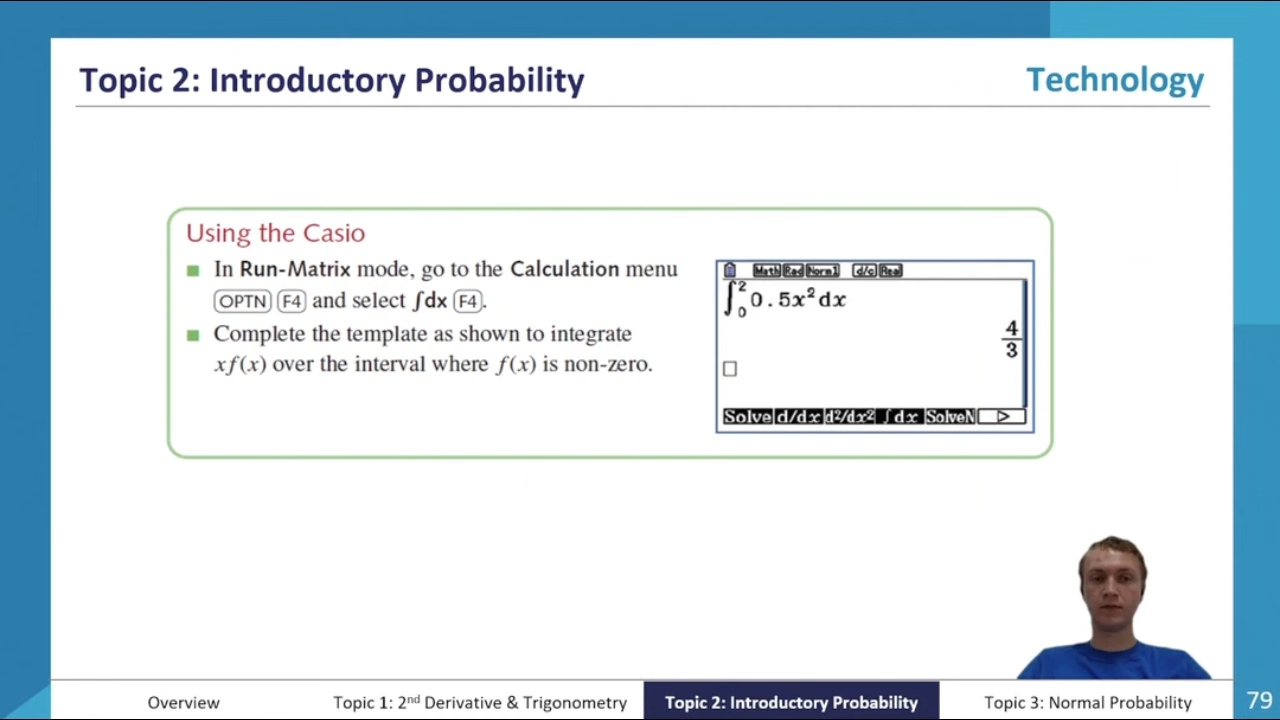 Topic 2: Introductory Probability
Technology
Using the Casio
■ In Run-Matrix mode, go to the Calculation menu
OPTN F4 and select ∫dx F4.
■ Complete the template as shown to integrate
xf(x) over the interval where f(x) is non-zero.
Math Rad Norm1 d/c Real
∫₀² 0.5x²dx
4
3
Solve d/dx d²/dx² ∫dx SolveN ▷
Overview
Topic 1: 2ⁿᵈ Derivative & Trigonometry
Topic 2: Introductory Probability
Topic 3: Normal Probability
79